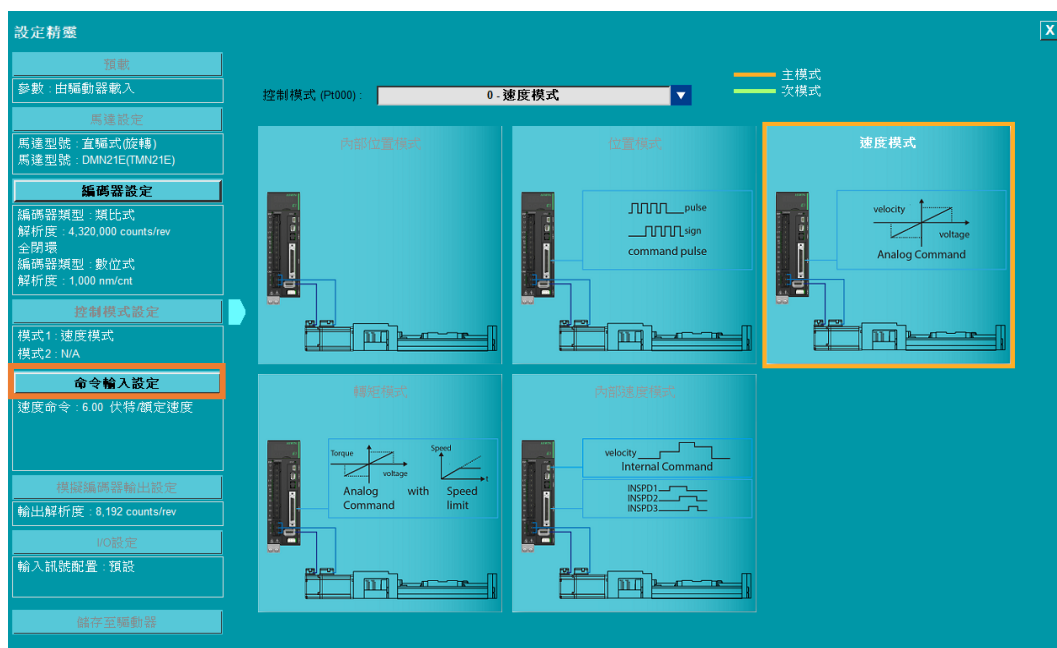 設定精靈
X
預載
參數 : 由驅動器載入
馬達設定
馬達型號 : 直驅式(旋轉)
馬達型號 : DMN21E(TMN21E)
編碼器設定
編碼器類型 : 類比式
解析度 : 4,320,000 counts/rev
全閉環
編碼器類型 : 數位式
解析度 : 1,000 nm/cnt
控制模式設定
模式1 : 速度模式
模式2 : N/A
命令輸入設定
速度命令 : 6.00 伏特/額定速度
模擬編碼器輸出設定
輸出解析度 : 8,192 counts/rev
I/O設定
輸入訊號配置 : 預設
儲存至驅動器
控制模式 (Pt000) :
0 - 速度模式
主模式
次模式
內部位置模式
位置模式
pulse
sign
command pulse
速度模式
velocity
voltage
Analog Command
轉矩模式
Torque
voltage
Speed
t
Analog with Speed
Command limit
內部速度模式
velocity
Internal Command
INSPD1
INSPD2
INSPD3